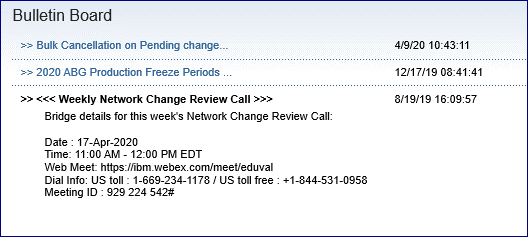 Bulletin Board
>> Bulk Cancellation on Pending change... 4/9/20 10:43:11
>> 2020 ABG Production Freeze Periods ... 12/17/19 08:41:41
>> <<< Weekly Network Change Review Call >>> 8/19/19 16:09:57
Bridge details for this week's Network Change Review Call:
Date : 17-Apr-2020
Time: 11:00 AM - 12:00 PM EDT
Web Meet: https://ibm.webex.com/meet/eduval
Dial Info: US toll : 1-669-234-1178 / US toll free : +1-844-531-0958
Meeting ID : 929 224 542#